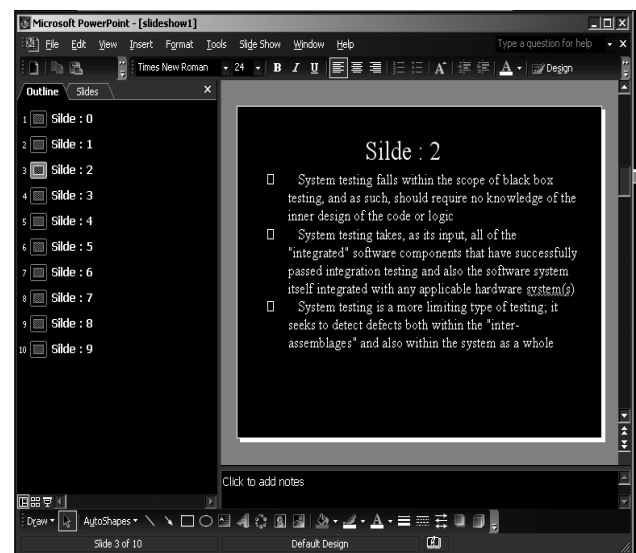 Microsoft PowerPoint - [slideshow1]
File Edit View Insert Format Tools Slide Show Window Help Type a question for help
Times New Roman 24 B I U A A Design
Outline Slides
1 Silde : 0
2 Silde : 1
3 Silde : 2
4 Silde : 3
5 Silde : 4
6 Silde : 5
7 Silde : 6
8 Silde : 7
9 Silde : 8
10 Silde : 9
Silde : 2
System testing falls within the scope of black box
testing, and as such, should require no knowledge of the
inner design of the code or logic
System testing takes, as its input, all of the
"integrated" software components that have successfully
passed integration testing and also the software system
itself integrated with any applicable hardware system(s)
System testing is a more limiting type of testing; it
seeks to detect defects both within the "inter-
assemblages" and also within the system as a whole
Click to add notes
Draw AutoShapes A
Slide 3 of 10 Default Design